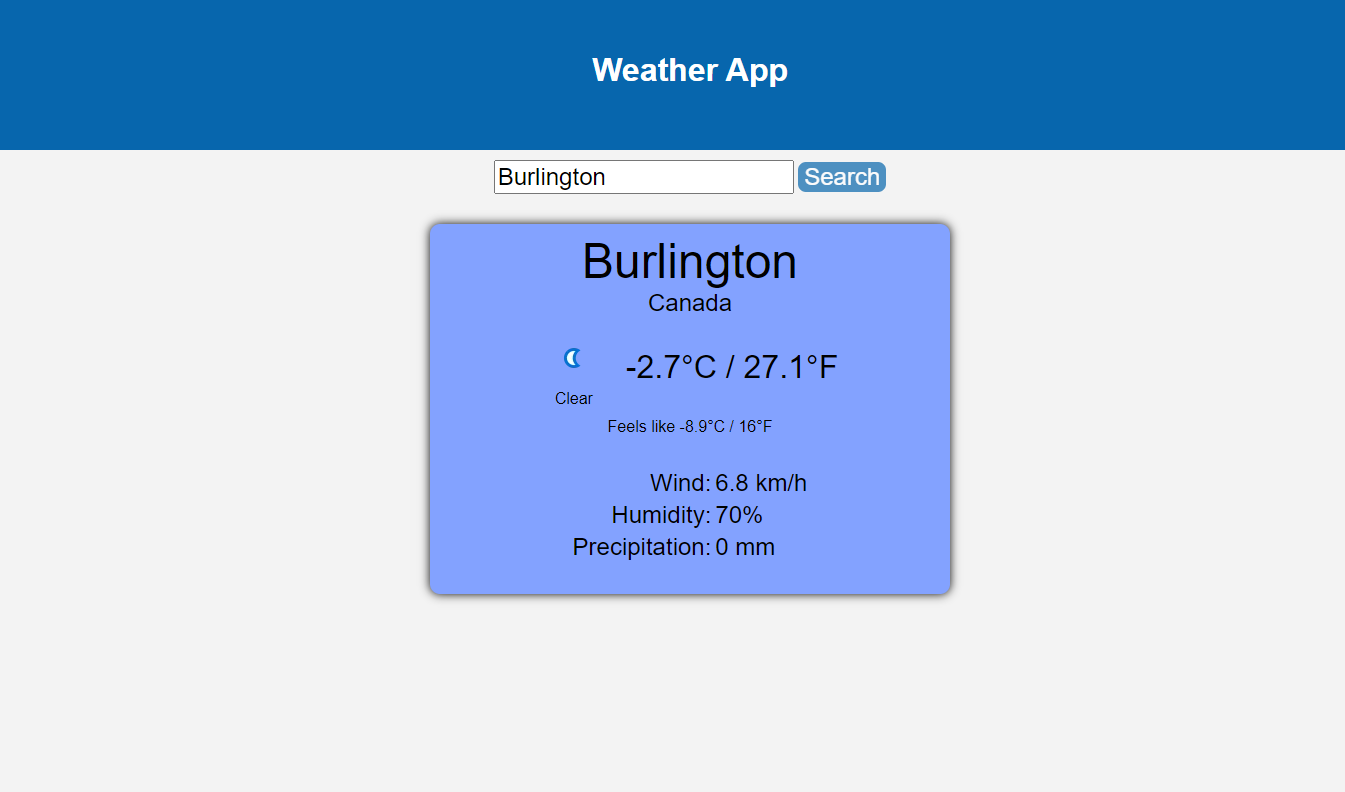 Weather App
Burlington Search
Burlington
Canada
-2.7°C / 27.1°F
Clear
Feels like -8.9°C / 16°F
Wind: 6.8 km/h
Humidity: 70%
Precipitation: 0 mm